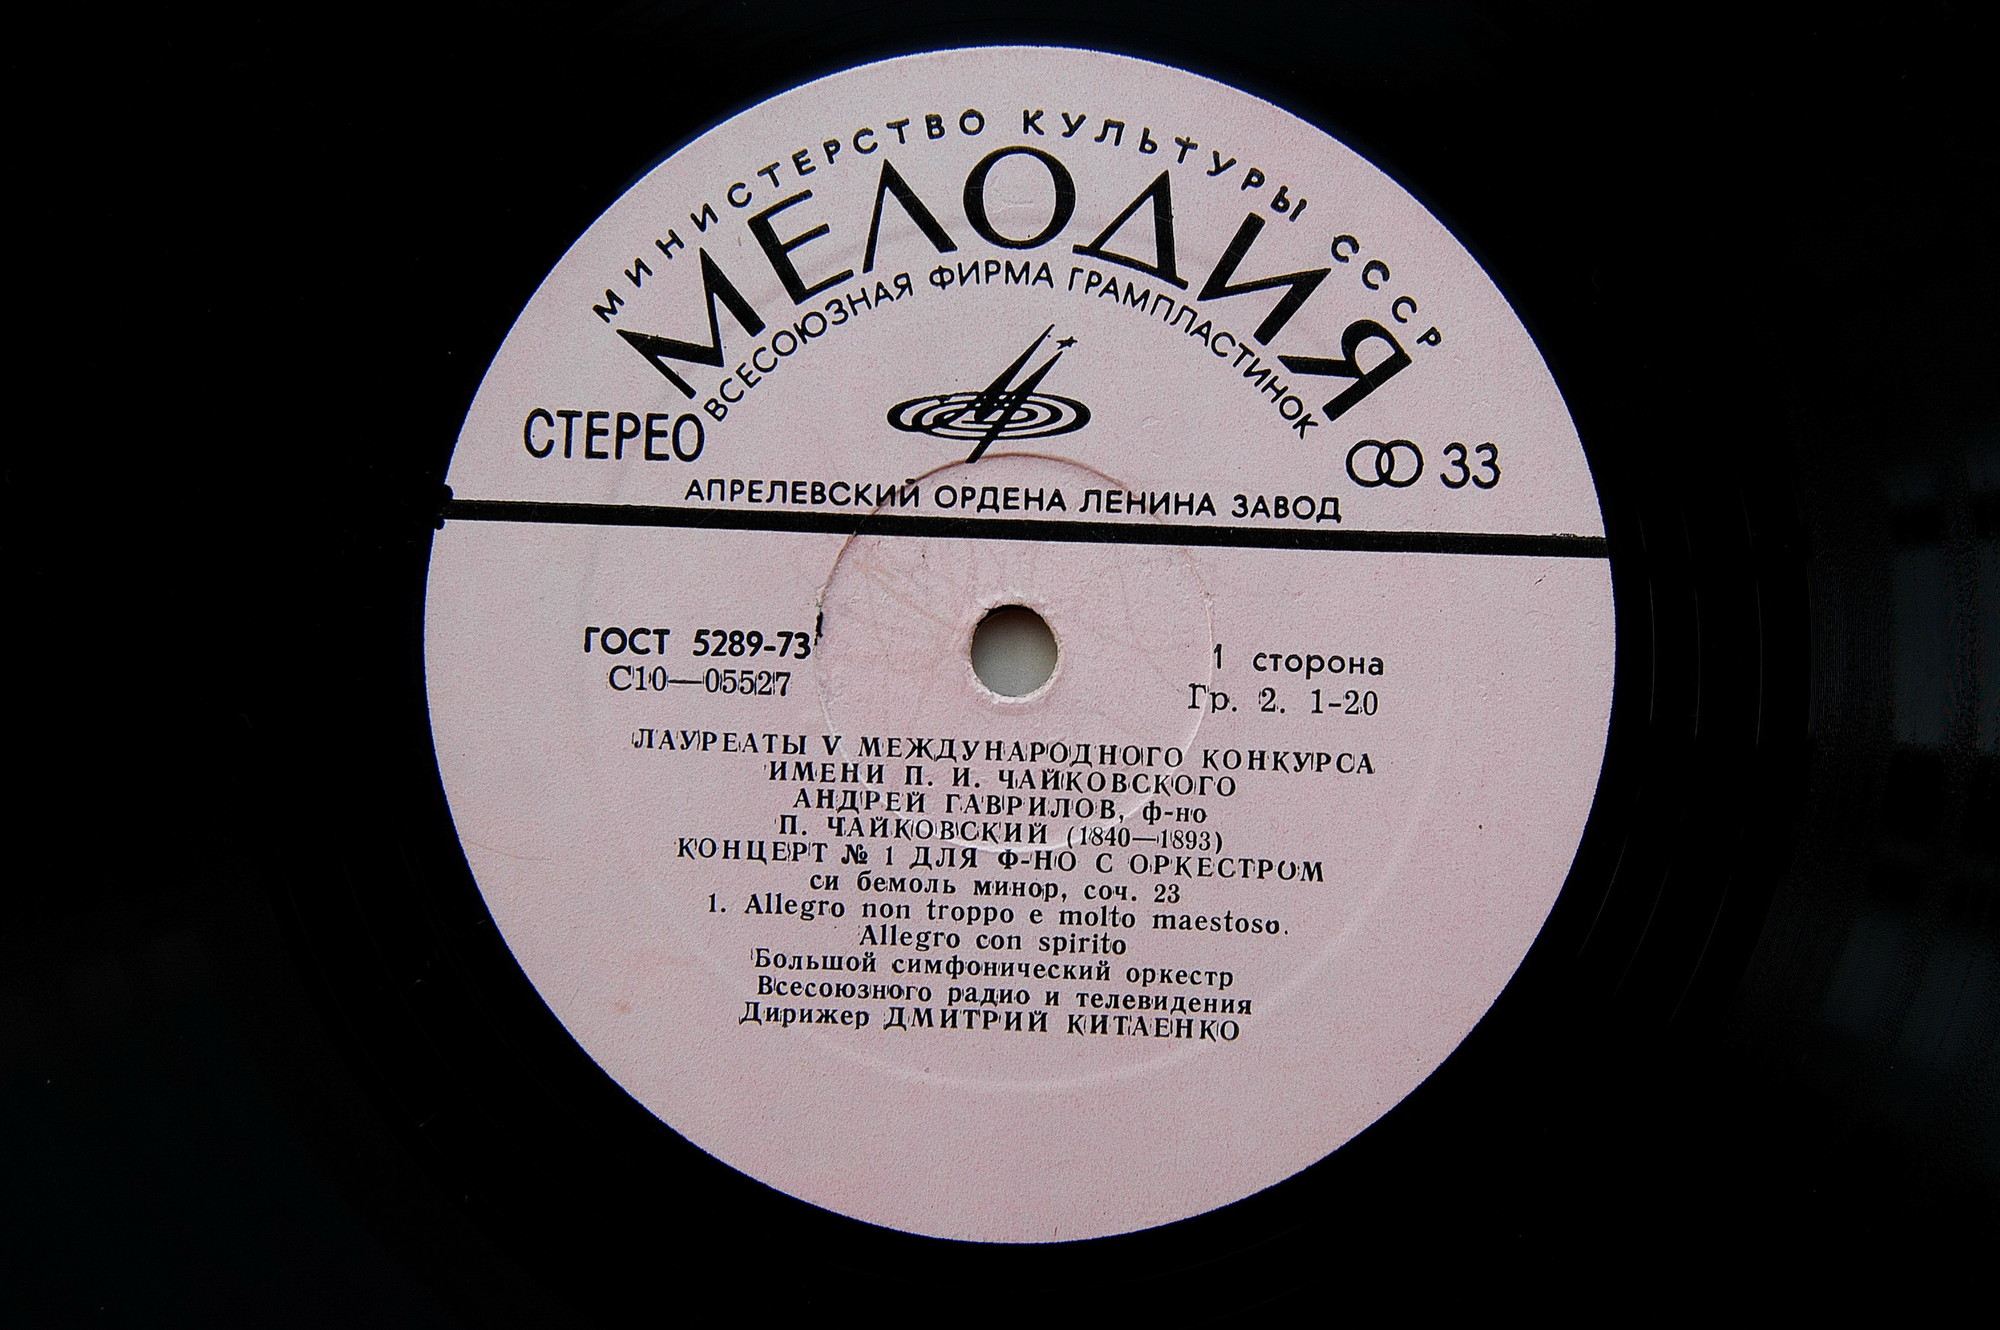 МИНИСТЕРСТВО КУЛЬТУРЫ СССР
МЕЛОДИЯ
ВСЕСОЮЗНАЯ ФИРМА ГРАМПЛАСТИНОК
СТЕРЕО
33
АПРЕЛЕВСКИЙ ОРДЕНА ЛЕНИНА ЗАВОД
ГОСТ 5289-73
1 сторона
С10—05527
Гр. 2. 1-20
ЛАУРЕАТЫ V МЕЖДУНАРОДНОГО КОНКУРСА
ИМЕНИ П. И. ЧАЙКОВСКОГО
АНДРЕЙ ГАВРИЛОВ, ф-но
П. ЧАЙКОВСКИЙ (1840—1893)
КОНЦЕРТ № 1 ДЛЯ Ф-НО С ОРКЕСТРОМ
си бемоль минор, соч. 23
1. Allegro non troppo e molto maestoso.
Allegro con spirito
Большой симфонический оркестр
Всесоюзного радио и телевидения
Дирижер ДМИТРИЙ КИТАЕНКО